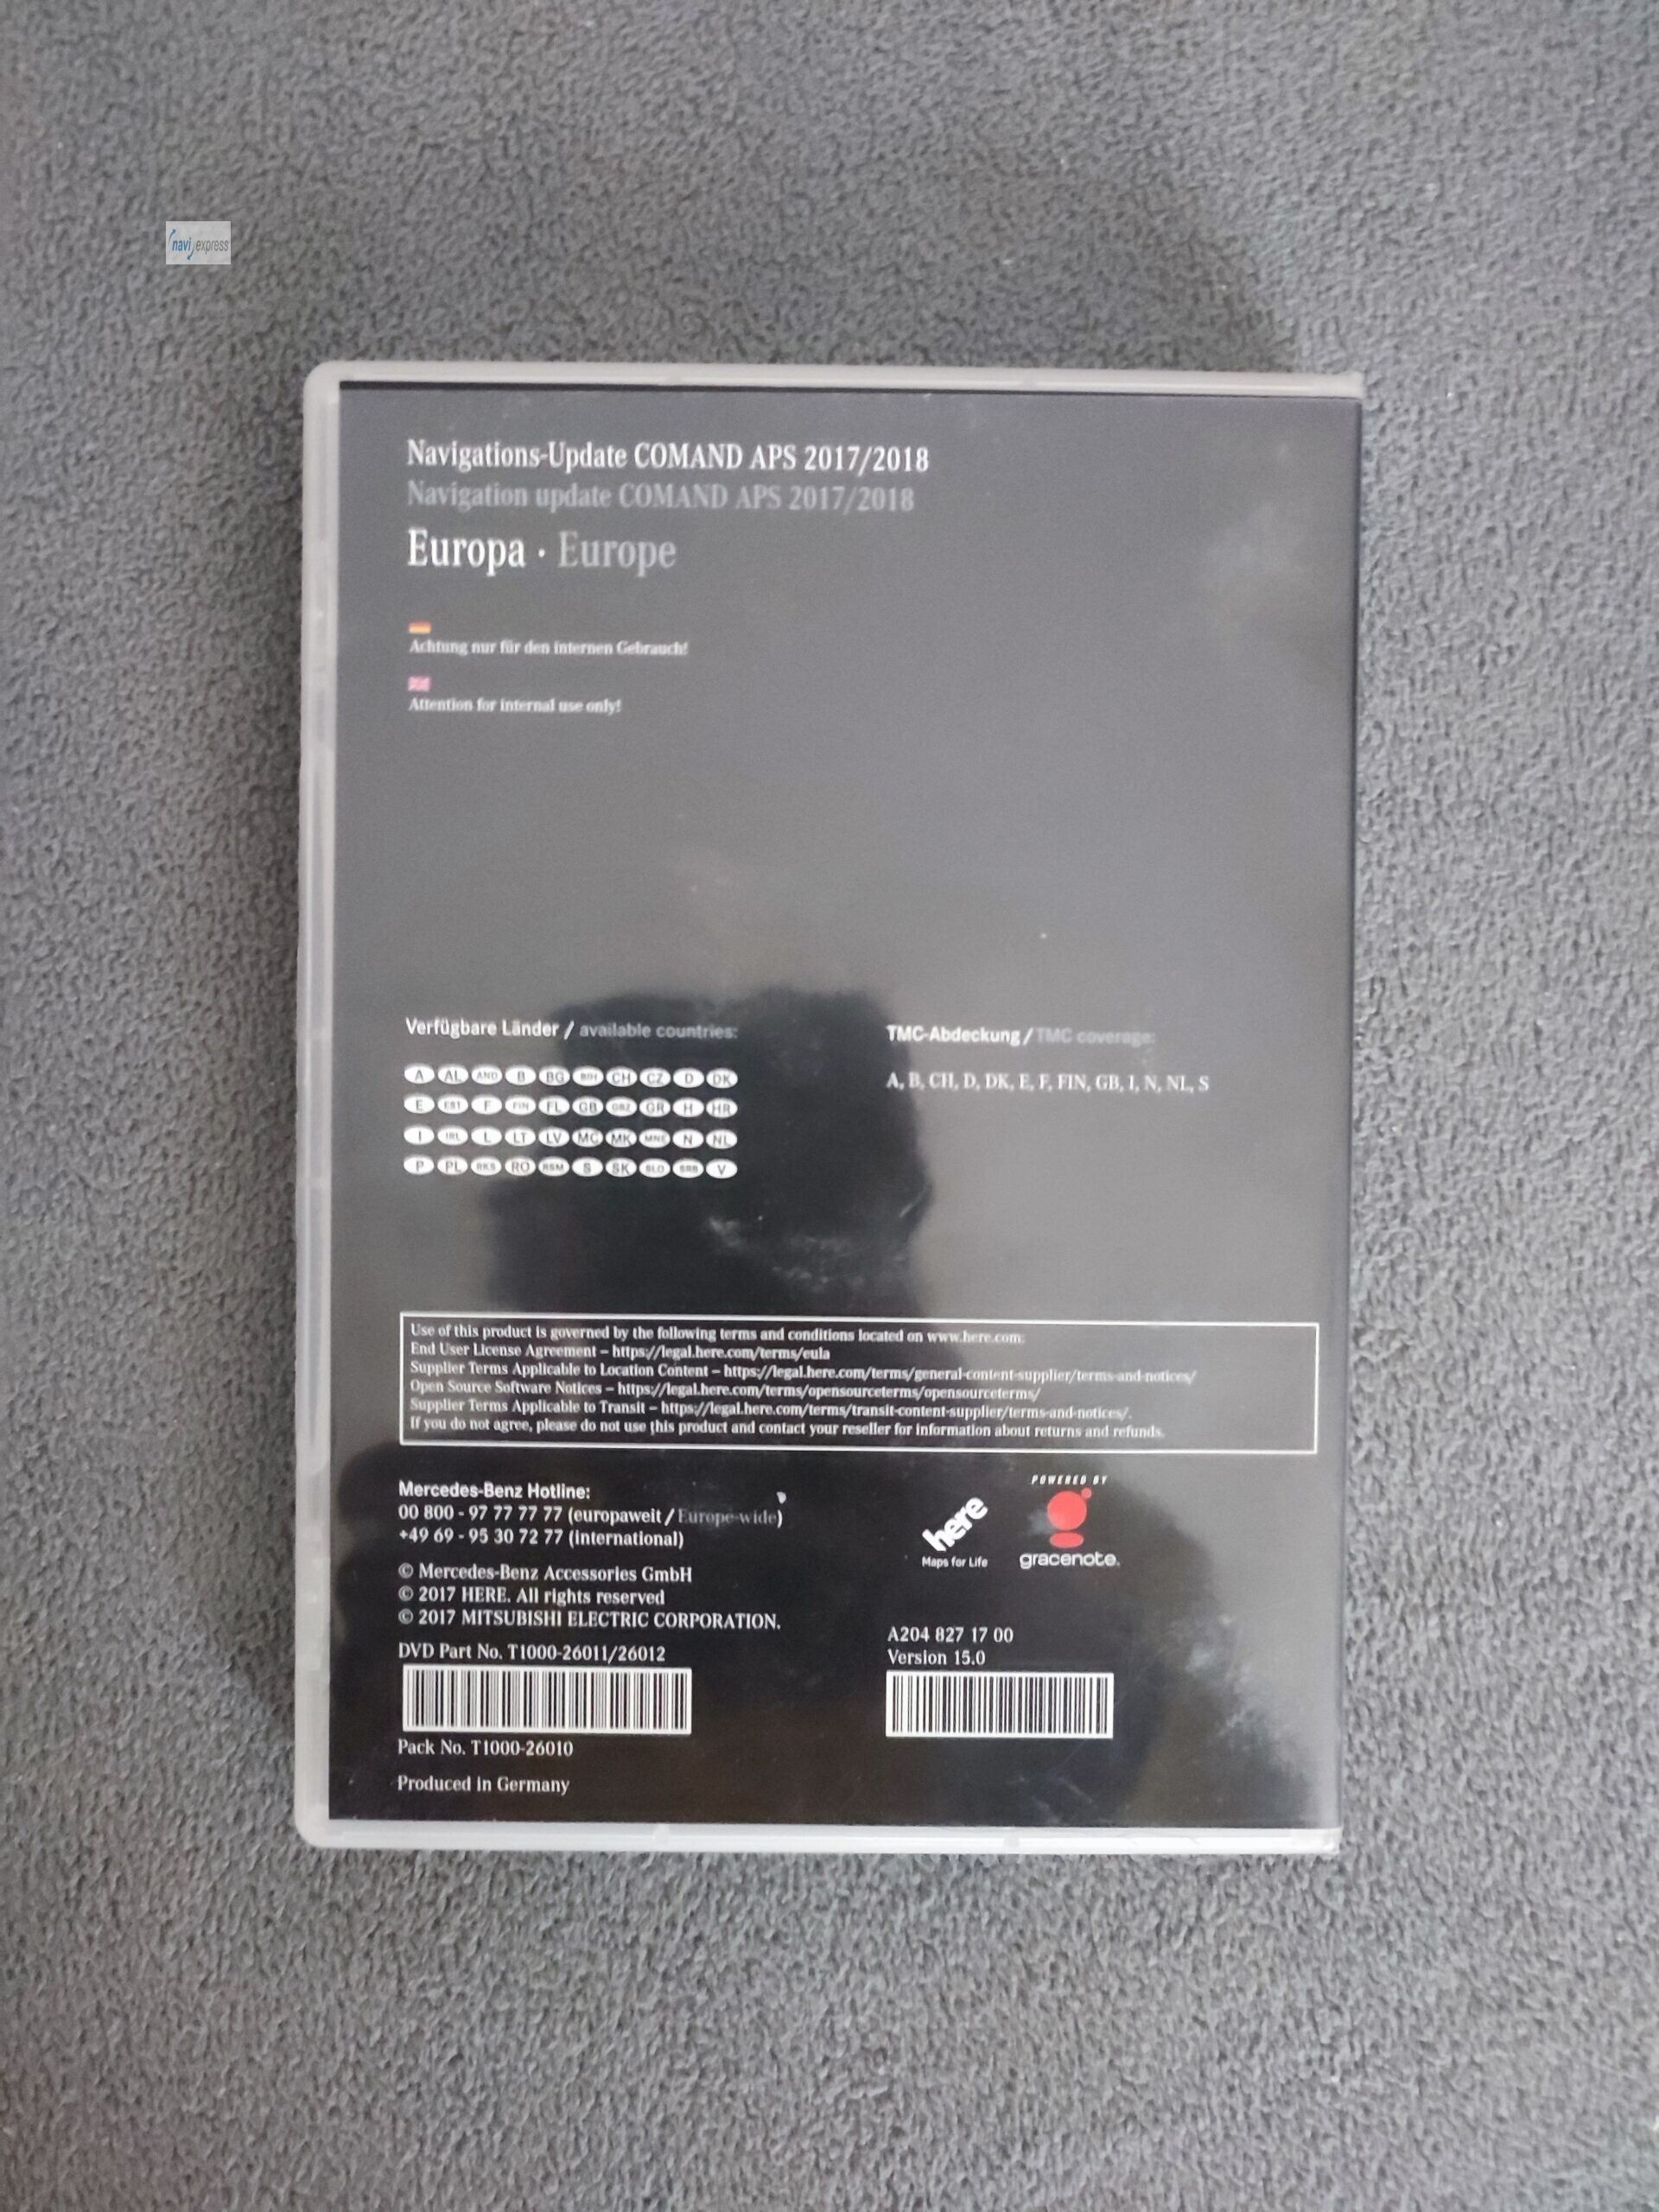 navi express
Navigations-Update COMAND APS 2017/2018
Navigation update COMAND APS 2017/2018
Europa · Europe
Achtung nur für den internen Gebrauch!
Attention for internal use only!
Verfügbare Länder / available countries:
A AL AND B BG BIH CH CZ D DK
E EST F FIN FL GB GBZ GR H HR
I IRL L LT LV MC MK MNE N NL
P PL RKS RO RSM S SK SLO SRB V
TMC-Abdeckung / TMC coverage:
A, B, CH, D, DK, E, F, FIN, GB, I, N, NL, S
Use of this product is governed by the following terms and conditions located on www.here.com:
End User License Agreement – https://legal.here.com/terms/eula
Supplier Terms Applicable to Location Content – https://legal.here.com/terms/general-content-supplier/terms-and-notices/
Open Source Software Notices – https://legal.here.com/terms/opensourceterms/opensourceterms/
Supplier Terms Applicable to Transit – https://legal.here.com/terms/transit-content-supplier/terms-and-notices/.
If you do not agree, please do not use this product and contact your reseller for information about returns and refunds.
Mercedes-Benz Hotline:
00 800 - 97 77 77 77 (europaweit / Europe-wide)
+49 69 - 95 30 72 77 (international)
© Mercedes-Benz Accessories GmbH
© 2017 HERE. All rights reserved
© 2017 MITSUBISHI ELECTRIC CORPORATION.
DVD Part No. T1000-26011/26012
Pack No. T1000-26010
Produced in Germany
here
Maps for Life
POWERED BY
gracenote.
A204 827 17 00
Version 15.0